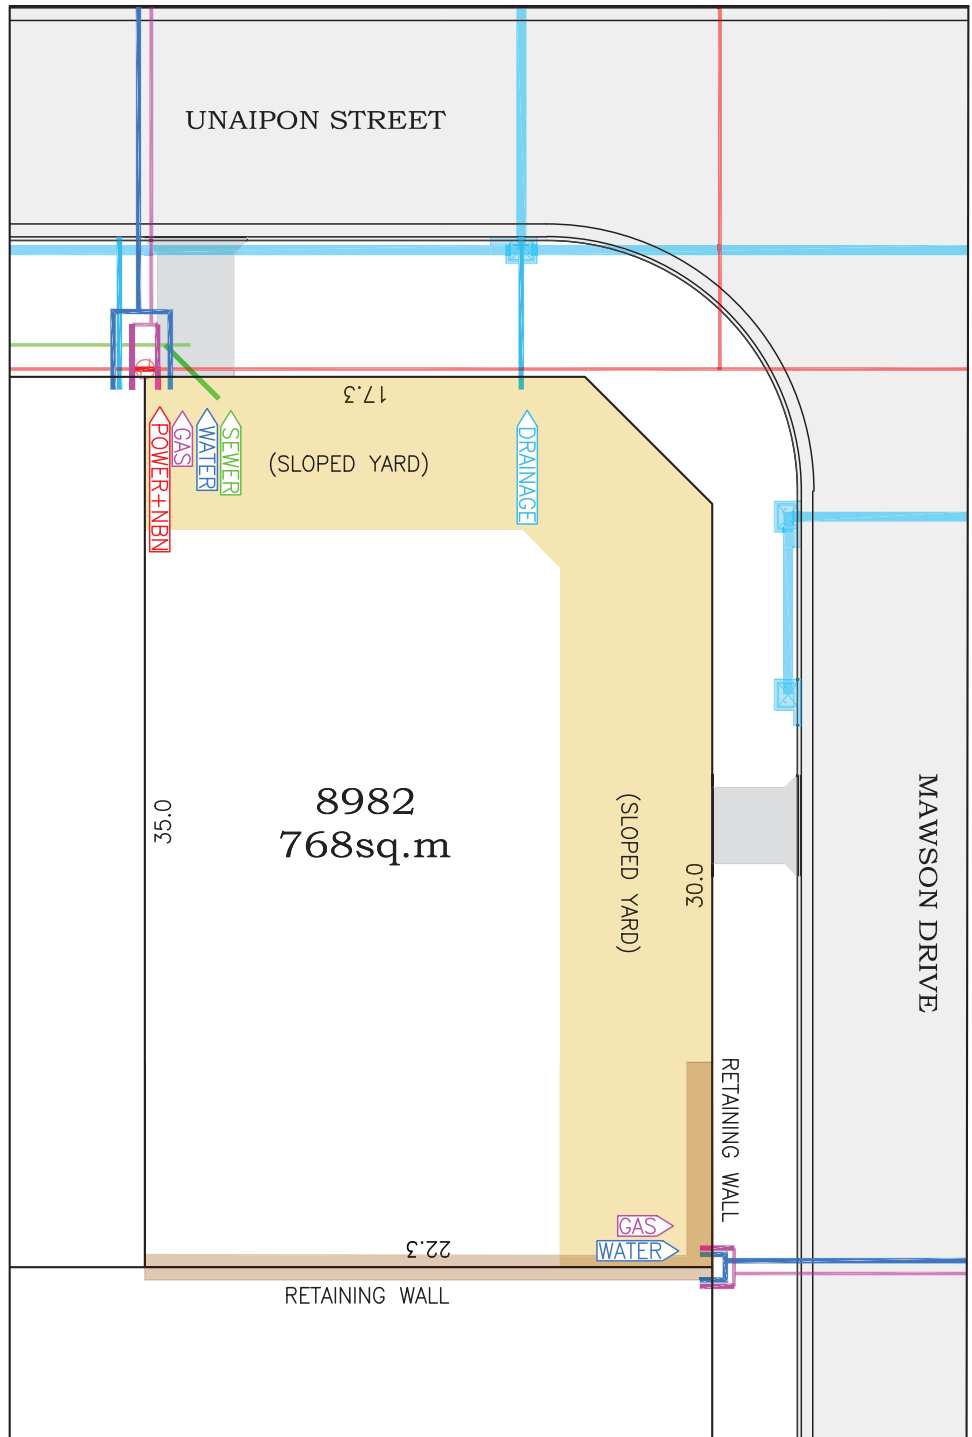 UNAIPON STREET
17.3
(SLOPED YARD)
POWER+NBN
GAS
WATER
SEWER
DRAINAGE
8982
768sq.m
35.0
(SLOPED YARD)
30.0
MAWSON DRIVE
RETAINING WALL
GAS
WATER
22.3
RETAINING WALL